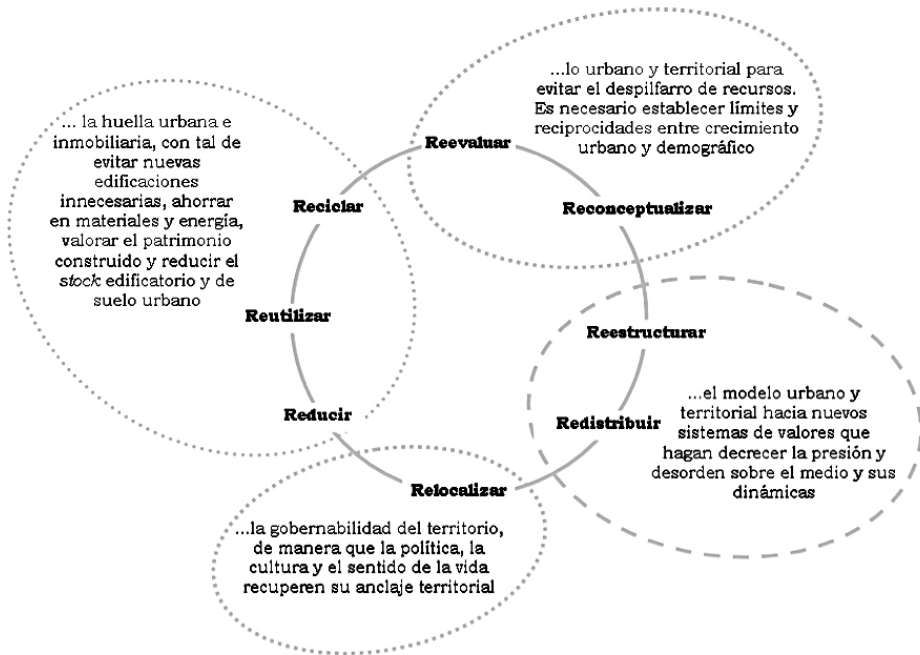 ...lo urbano y territorial para
evitar el despilfarro de recursos.
Es necesario establecer límites y
reciprocidades entre crecimiento
urbano y demográfico
Reevaluar
Reconceptualizar
Reestructurar
Redistribuir
...el modelo urbano y
territorial hacia nuevos
sistemas de valores que
hagan decrecer la presión y
desorden sobre el medio y sus
dinámicas
Relocalizar
...la gobernabilidad del territorio,
de manera que la política, la
cultura y el sentido de la vida
recuperen su anclaje territorial
... la huella urbana e
inmobiliaria, con tal de
evitar nuevas
edificaciones
innecesarias, ahorrar
en materiales y energía,
valorar el patrimonio
construido y reducir el
stock edificatorio y de
suelo urbano
Reciclar
Reutilizar
Reducir